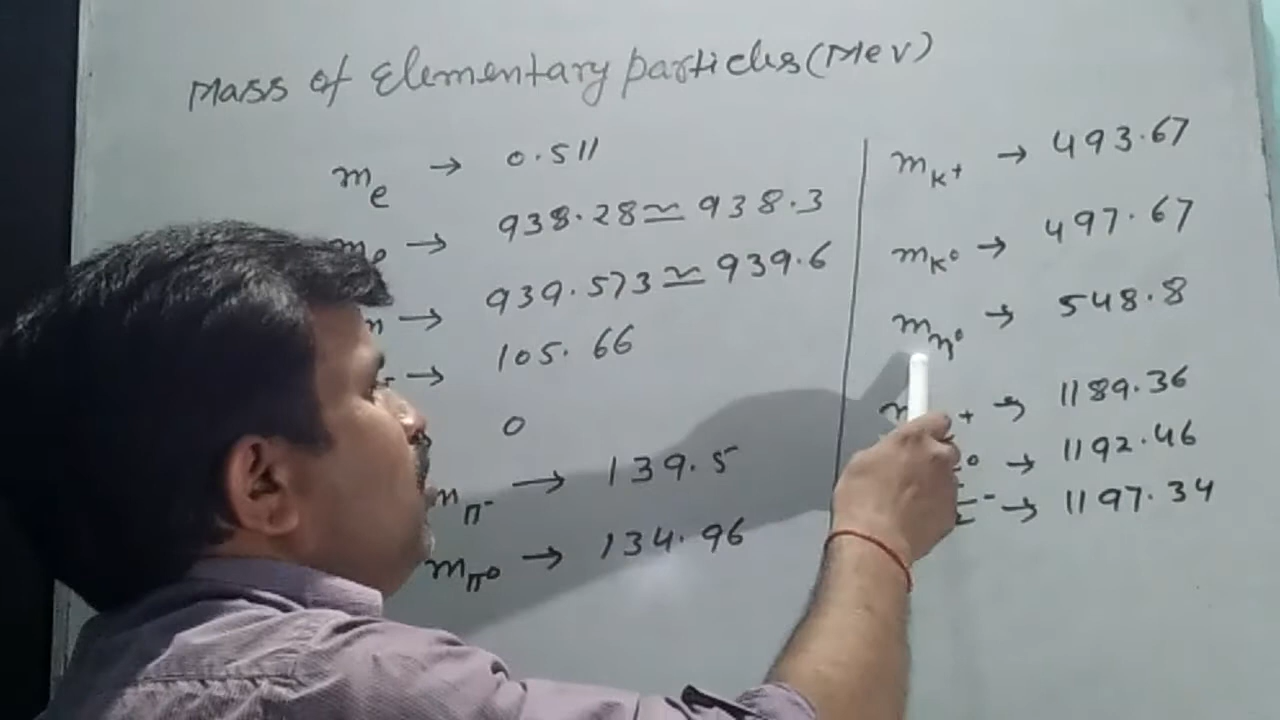 Mass of Elementary particles (Mev)
me → 0.511
mp → 938.28 ≃ 938.3
n → 939.573 ≃ 939.6
- → 105.66
0
mπ- → 139.5
mπ0 → 134.96
mK+ → 493.67
mK0 → 497.67
mη0 → 548.8
m + → 1189.36
0 → 1192.46
Σ- → 1197.34